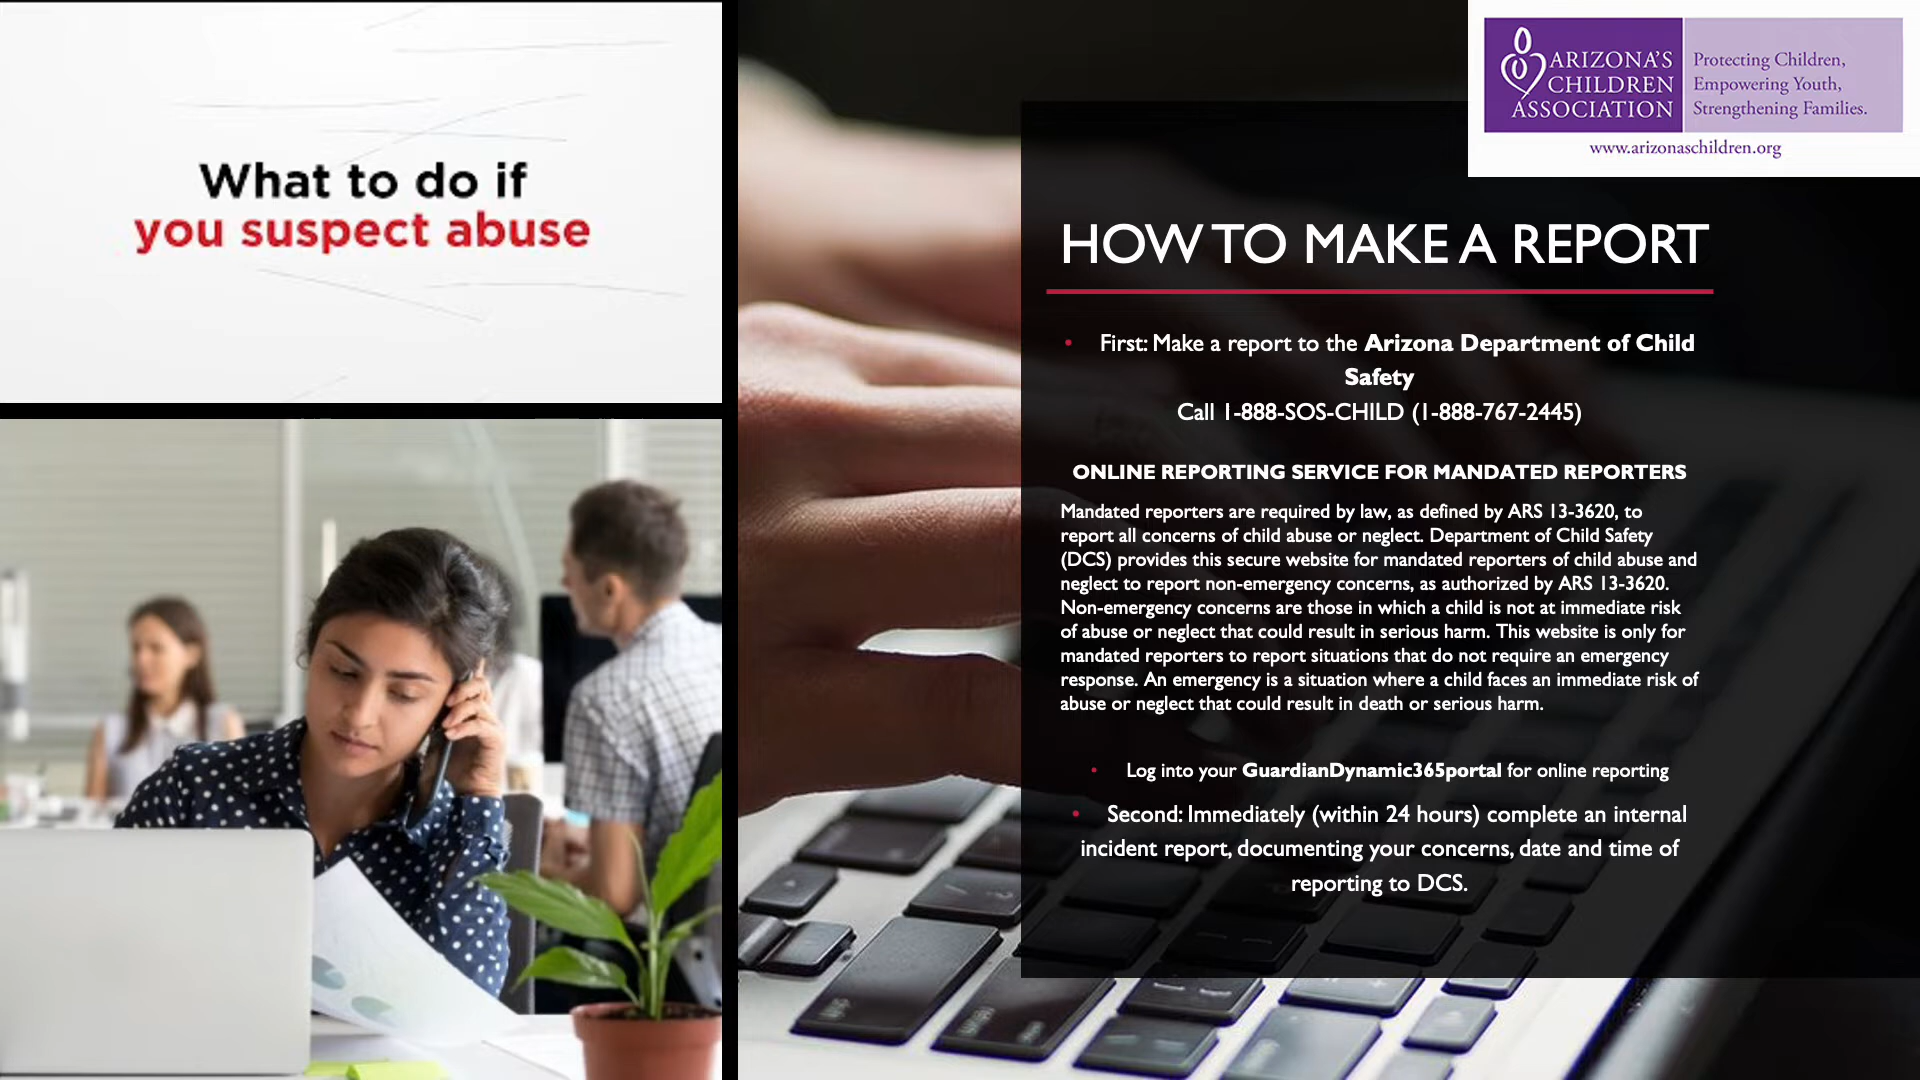 What to do if
you suspect abuse
ARIZONA'S
CHILDREN
ASSOCIATION
Protecting Children,
Empowering Youth,
Strengthening Families.
www.arizonaschildren.org
HOW TO MAKE A REPORT
• First: Make a report to the Arizona Department of Child
Safety
Call 1-888-SOS-CHILD (1-888-767-2445)
ONLINE REPORTING SERVICE FOR MANDATED REPORTERS
Mandated reporters are required by law, as defined by ARS 13-3620, to
report all concerns of child abuse or neglect. Department of Child Safety
(DCS) provides this secure website for mandated reporters of child abuse and
neglect to report non-emergency concerns, as authorized by ARS 13-3620.
Non-emergency concerns are those in which a child is not at immediate risk
of abuse or neglect that could result in serious harm. This website is only for
mandated reporters to report situations that do not require an emergency
response. An emergency is a situation where a child faces an immediate risk of
abuse or neglect that could result in death or serious harm.
• Log into your GuardianDynamic365portal for online reporting
• Second: Immediately (within 24 hours) complete an internal
incident report, documenting your concerns, date and time of
reporting to DCS.